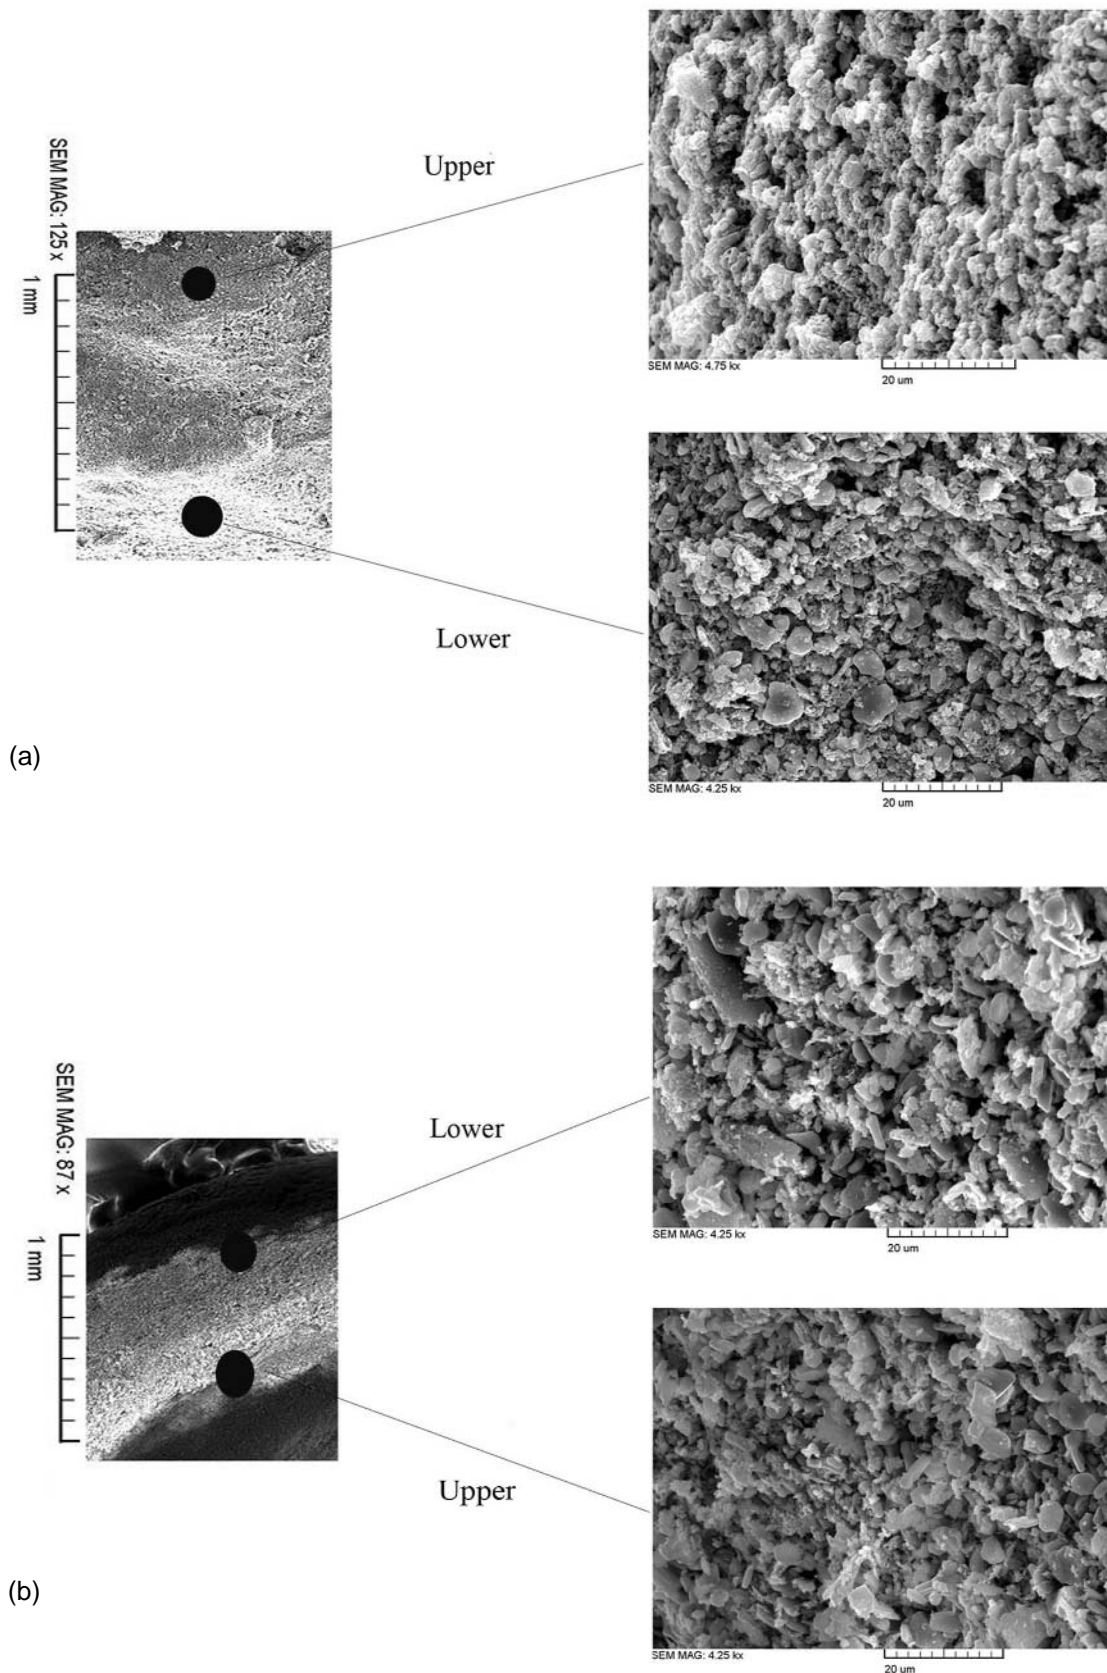 Upper
SEM MAG: 125 x
1 mm
SEM MAG: 4.75 kx
20 um
Lower
(a)
SEM MAG: 4.25 kx
20 um
Lower
SEM MAG: 87 x
1 mm
SEM MAG: 4.25 kx
20 um
Upper
(b)
SEM MAG: 4.25 kx
20 um